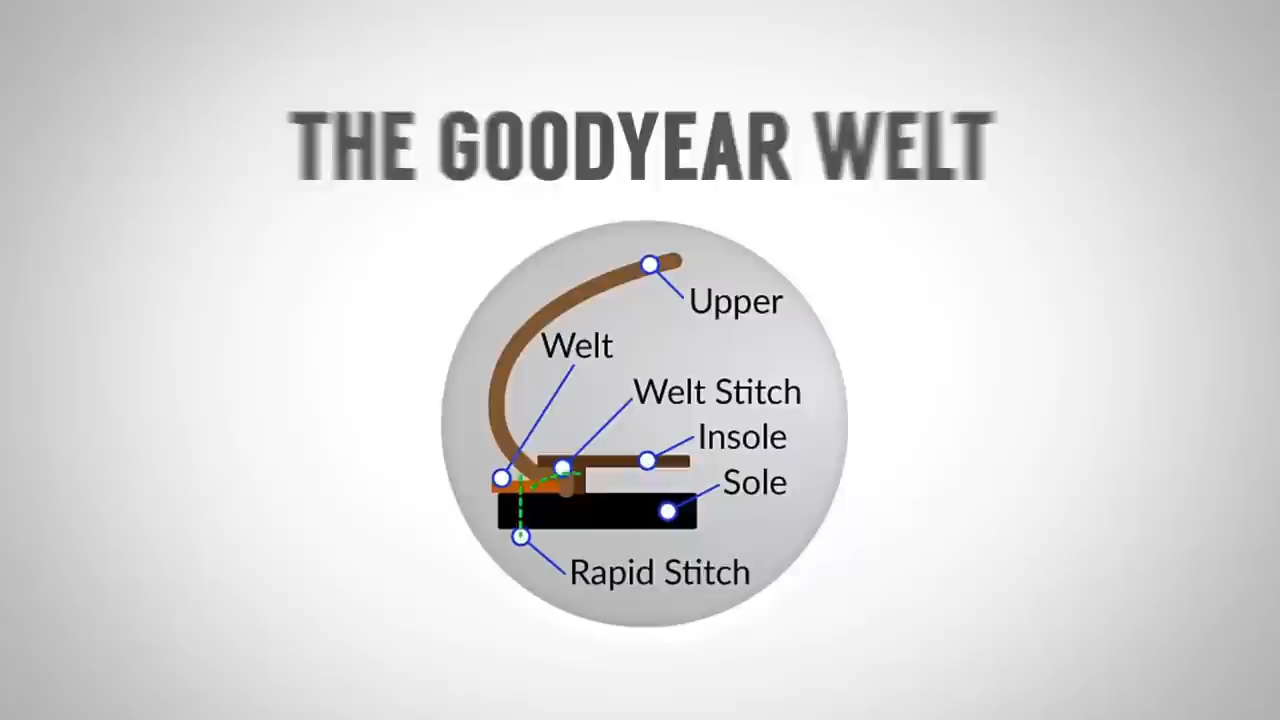 THE GOODYEAR WELT
Upper
Welt
Welt Stitch
Insole
Sole
Rapid Stitch